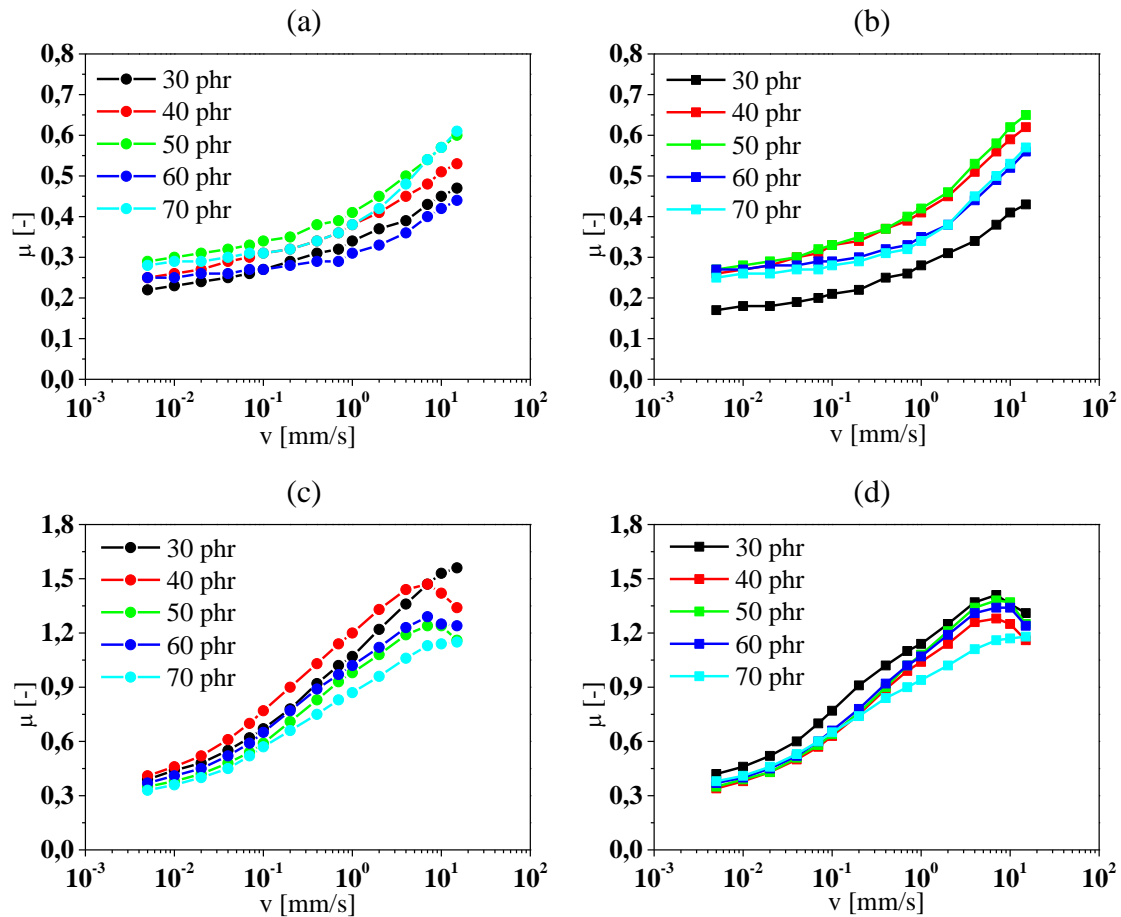 (a)
0,8
0,7
0,6
0,5
0,4
0,3
0,2
0,1
0,0
μ [-]
30 phr
40 phr
50 phr
60 phr
70 phr
10⁻³ 10⁻² 10⁻¹ 10⁰ 10¹ 10²
v [mm/s]
(b)
0,8
0,7
0,6
0,5
0,4
0,3
0,2
0,1
0,0
μ [-]
30 phr
40 phr
50 phr
60 phr
70 phr
10⁻³ 10⁻² 10⁻¹ 10⁰ 10¹ 10²
v [mm/s]
(c)
1,8
1,5
1,2
0,9
0,6
0,3
0,0
μ [-]
30 phr
40 phr
50 phr
60 phr
70 phr
10⁻³ 10⁻² 10⁻¹ 10⁰ 10¹ 10²
v [mm/s]
(d)
1,8
1,5
1,2
0,9
0,6
0,3
0,0
μ [-]
30 phr
40 phr
50 phr
60 phr
70 phr
10⁻³ 10⁻² 10⁻¹ 10⁰ 10¹ 10²
v [mm/s]